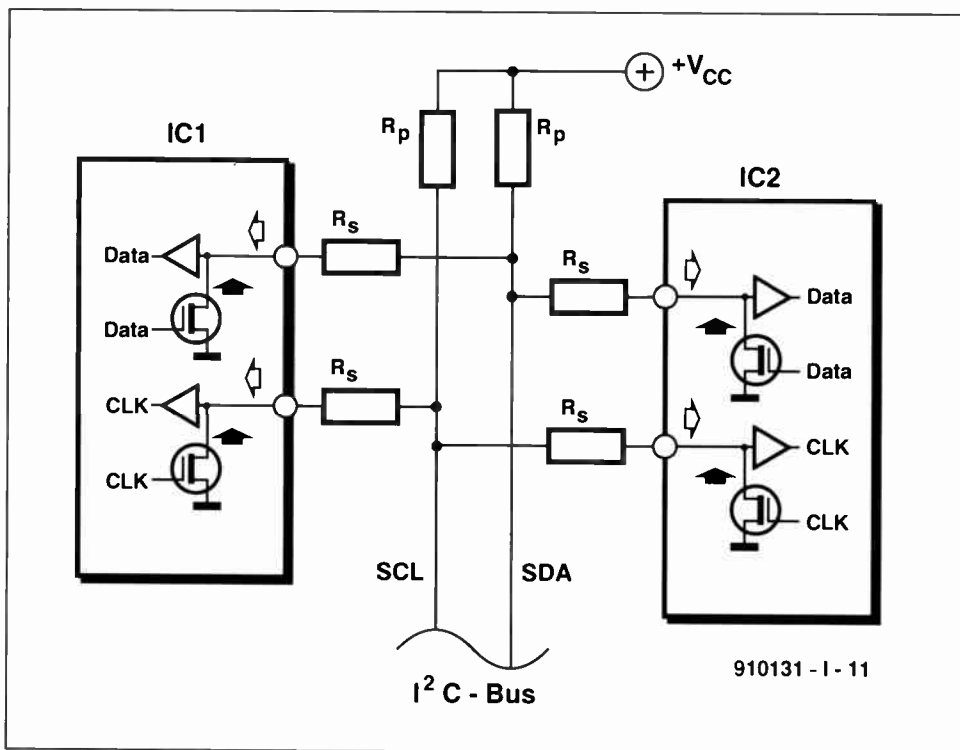 +V_CC
R_p
R_p
IC1
IC2
R_s
Data
R_s
Data
Data
Data
R_s
CLK
R_s
CLK
CLK
CLK
SCL
SDA
910131 - I - 11
I² C - Bus